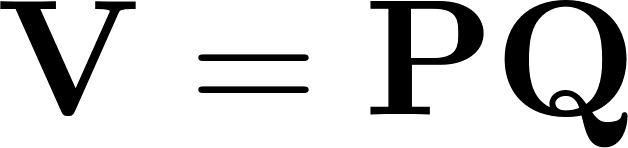 V = PQ